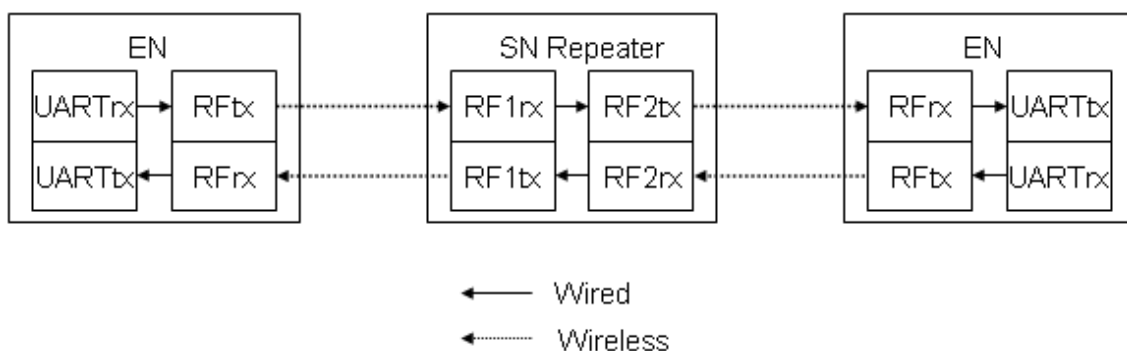 EN
SN Repeater
EN
UARTrx RFtx RF1rx RF2tx RFrx UARTtx
UARTtx RFrx RF1tx RF2rx RFtx UARTrx
Wired
Wireless